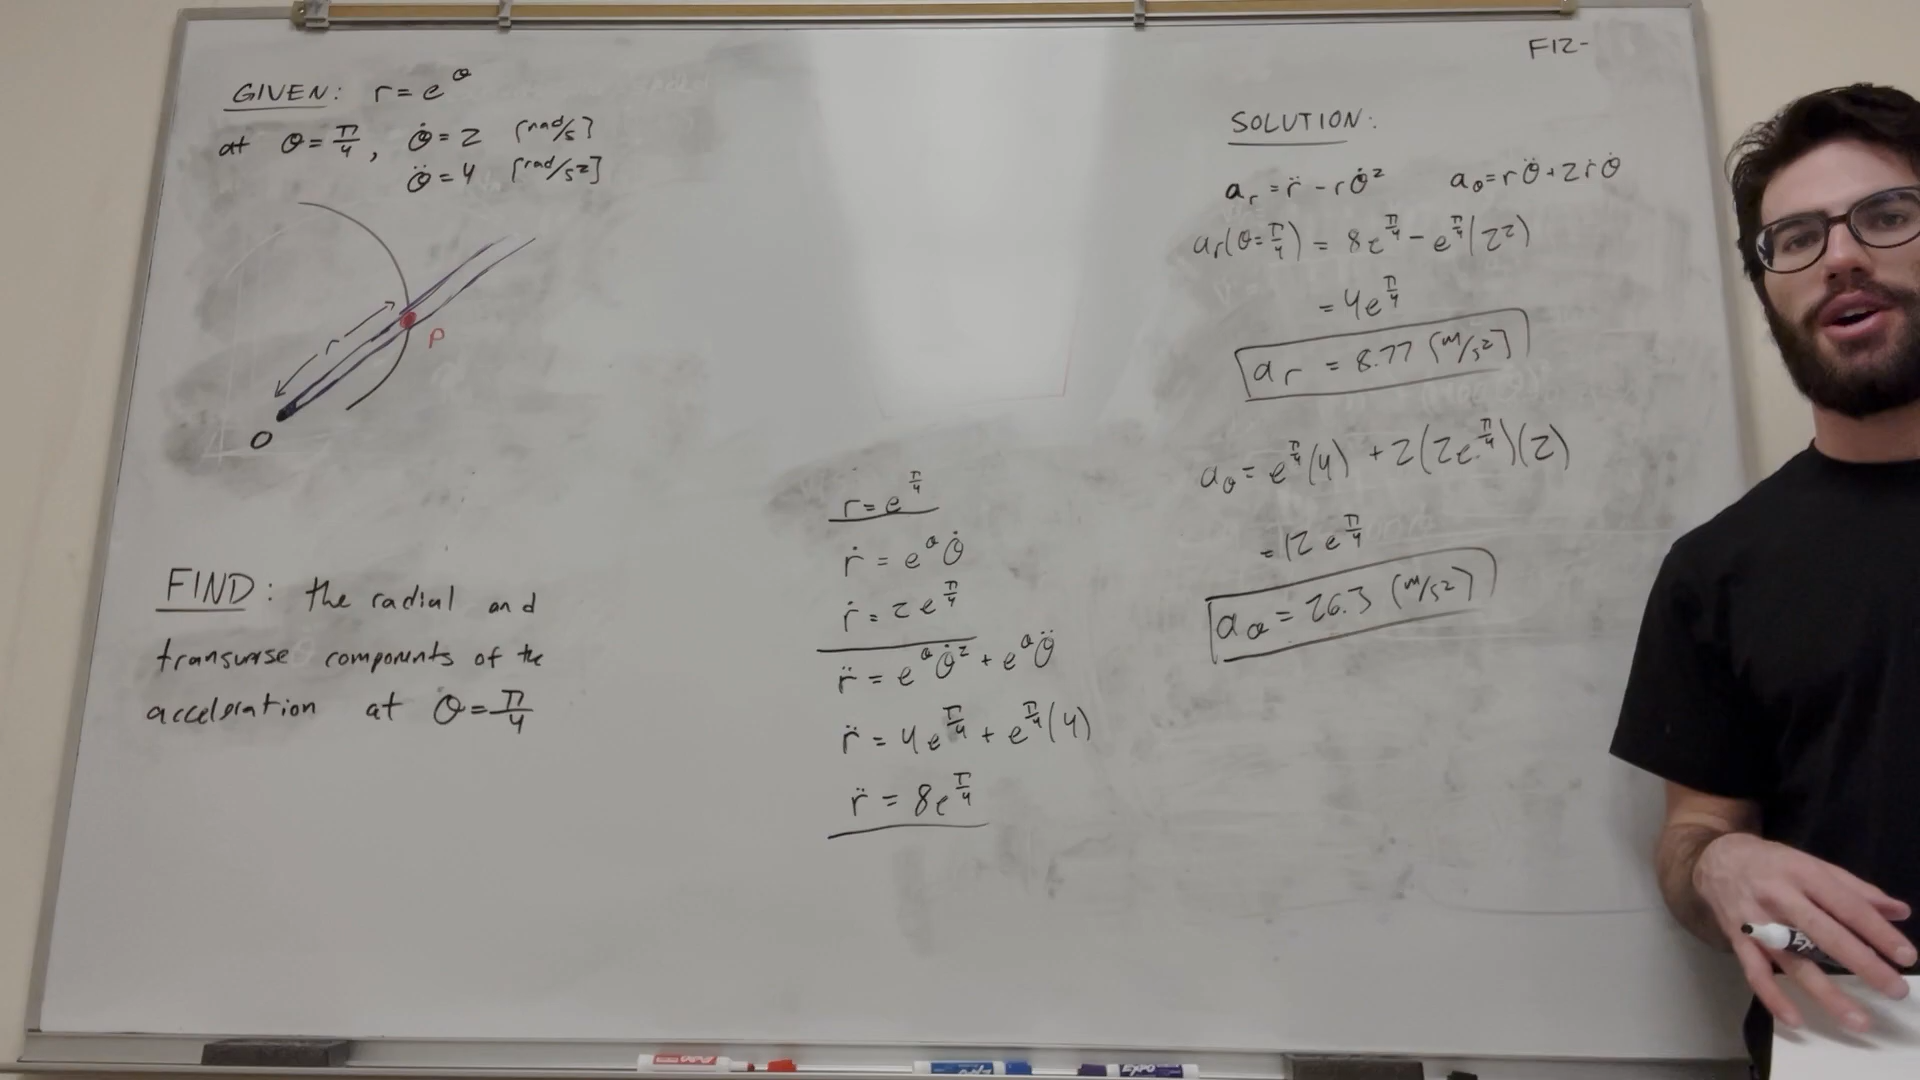 F12-
GIVEN: r = e^θ
at θ = π/4, θ̇ = 2 [rad/s]
θ̈ = 4 [rad/s²]
r
P
O
FIND: the radial and
transverse components of the
acceleration at θ = π/4
r = e^(π/4)
ṙ = e^θ θ̇
ṙ = 2e^(π/4)
r̈ = e^θ θ̇² + e^θ θ̈
r̈ = 4e^(π/4) + e^(π/4)(4)
r̈ = 8e^(π/4)
SOLUTION:
a_r = r̈ - rθ̇² a_θ = rθ̈ + 2ṙθ̇
a_r(θ=π/4) = 8e^(π/4) - e^(π/4)(2²)
= 4e^(π/4)
a_r = 8.77 [m/s²]
a_θ = e^(π/4)(4) + 2(2e^(π/4))(2)
= 12e^(π/4)
a_θ = 26.3 [m/s²]
EXPO